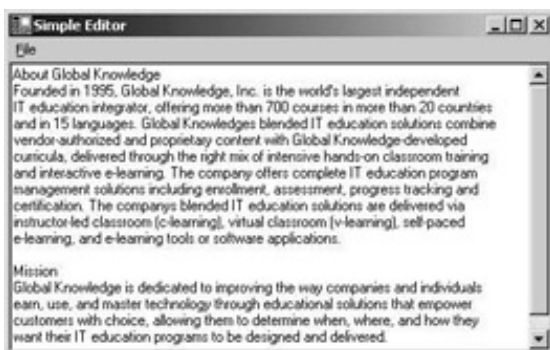 Simple Editor
File
About Global Knowledge
Founded in 1995, Global Knowledge, Inc. is the world's largest independent
IT education integrator, offering more than 700 courses in more than 20 countries
and in 15 languages. Global Knowledges blended IT education solutions combine
vendor-authorized and proprietary content with Global Knowledge-developed
curricula, delivered through the right mix of intensive hands-on classroom training
and interactive e-learning. The company offers complete IT education program
management solutions including enrollment, assessment, progress tracking and
certification. The companys blended IT education solutions are delivered via
instructor-led classroom (c-learning), virtual classroom (v-learning), self-paced
e-learning, and e-learning tools or software applications.
Mission
Global Knowledge is dedicated to improving the way companies and individuals
earn, use, and master technology through educational solutions that empower
customers with choice, allowing them to determine when, where, and how they
want their IT education programs to be designed and delivered.